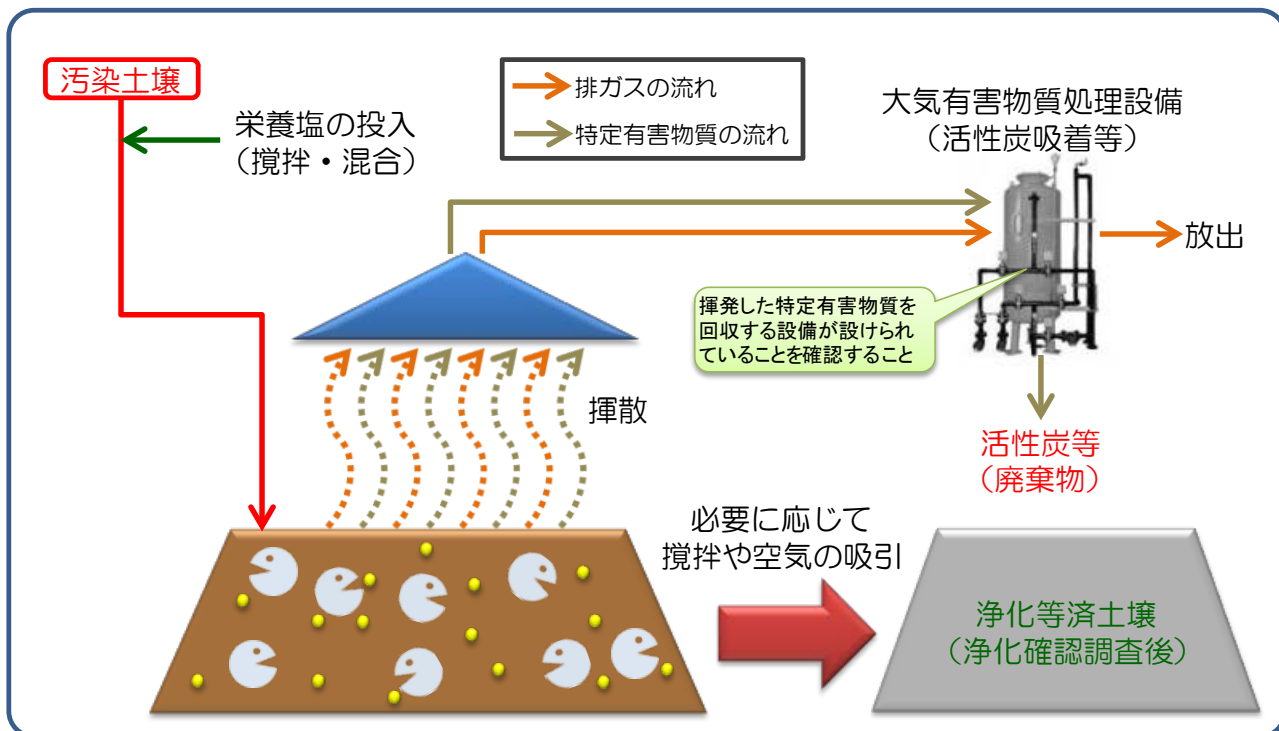 汚染土壌
栄養塩の投入
（撹拌・混合）
排ガスの流れ
特定有害物質の流れ
大気有害物質処理設備
（活性炭吸着等）
放出
揮発した特定有害物質を
回収する設備が設けられ
ていることを確認すること
揮散
活性炭等
（廃棄物）
必要に応じて
撹拌や空気の吸引
浄化等済土壌
（浄化確認調査後）